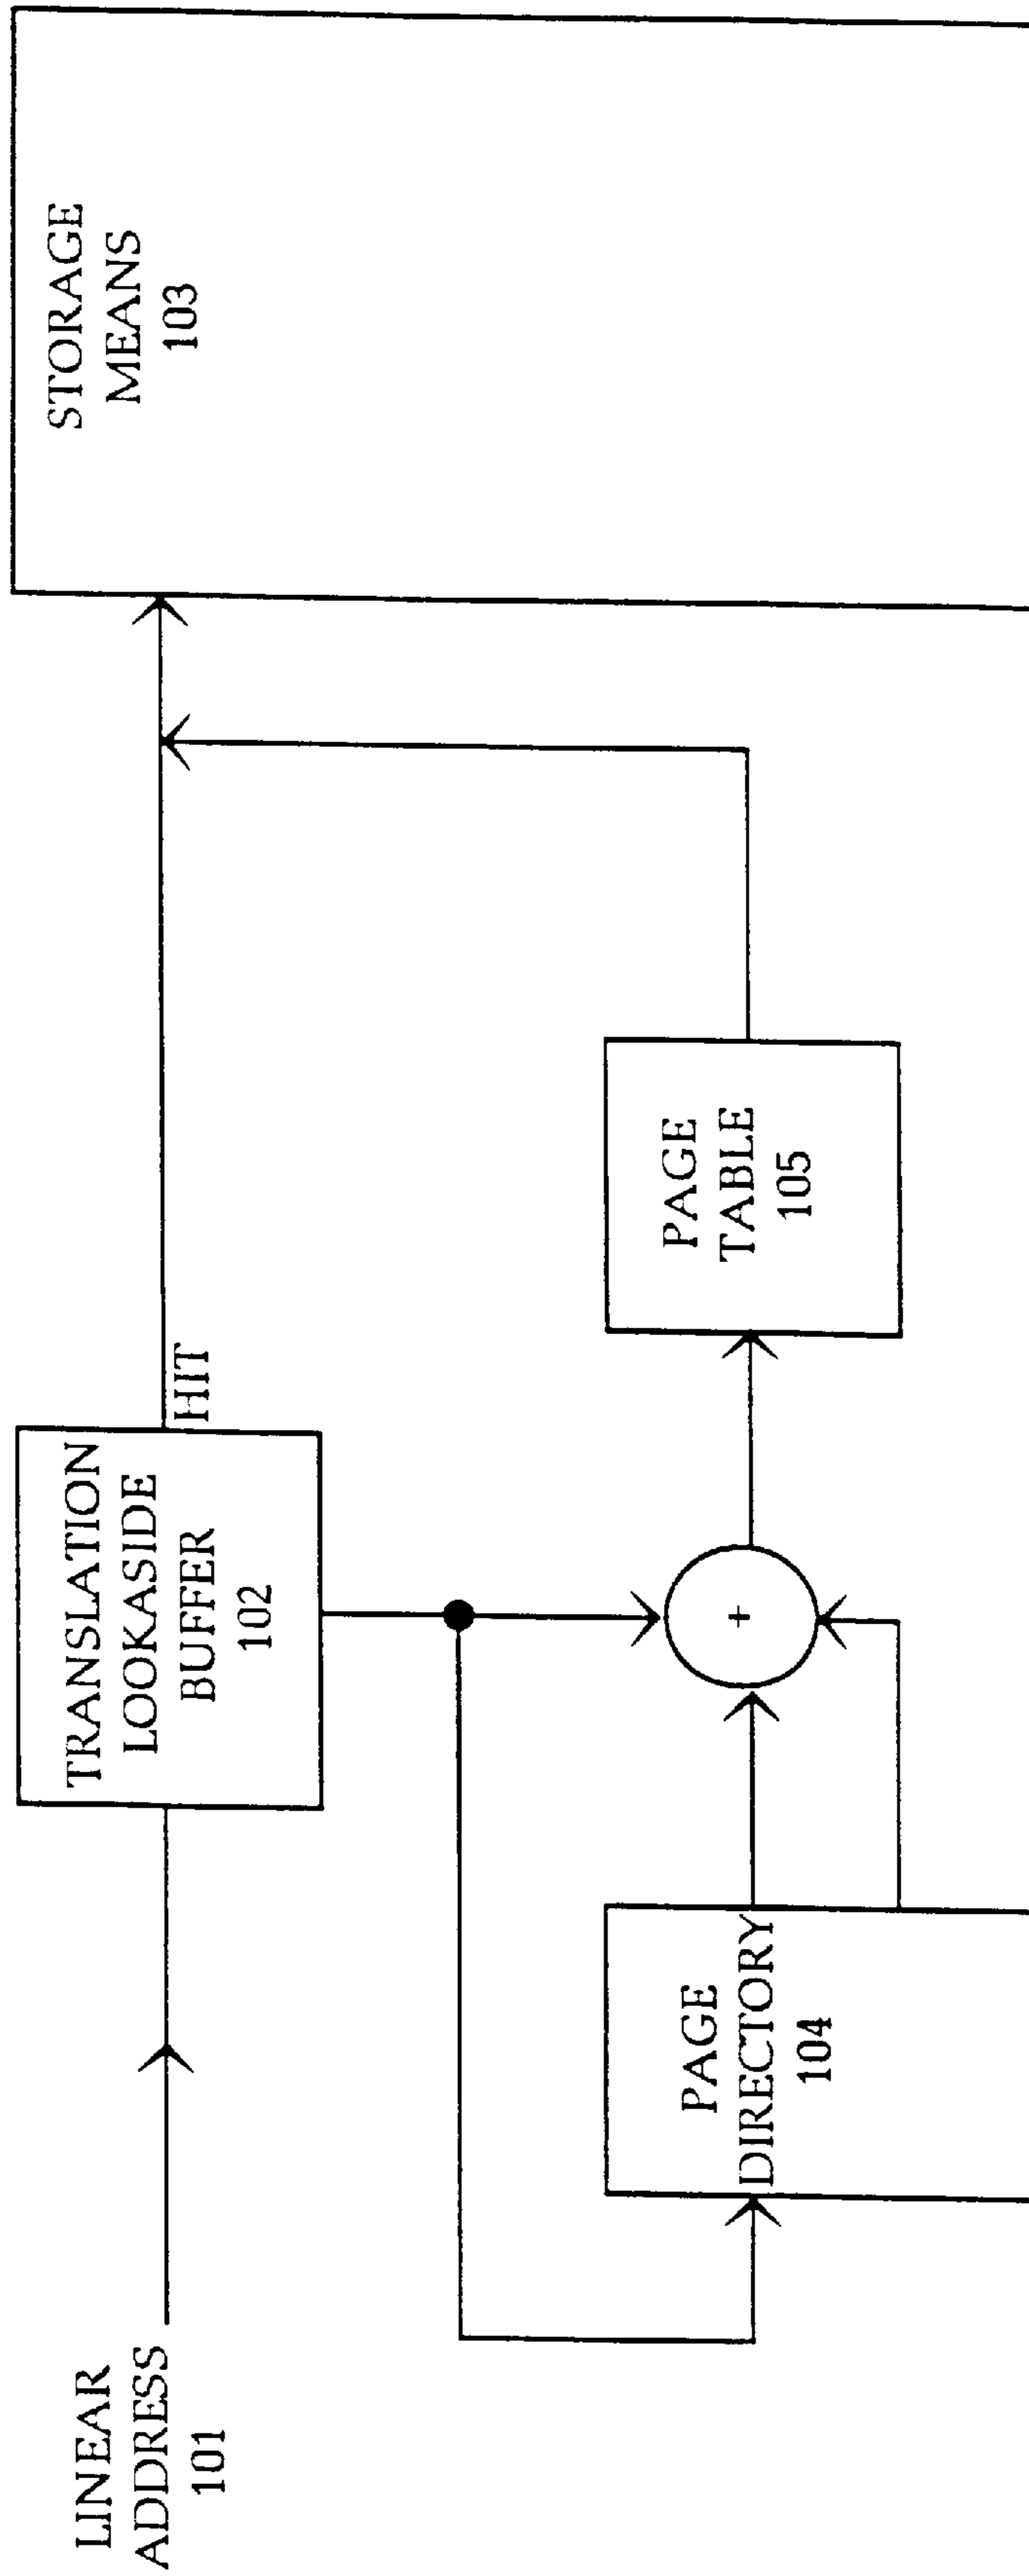 LINEAR
ADDRESS
101
TRANSLATION
LOOKASIDE
BUFFER
102
HIT
STORAGE
MEANS
103
PAGE
DIRECTORY
104
+
PAGE
TABLE
105